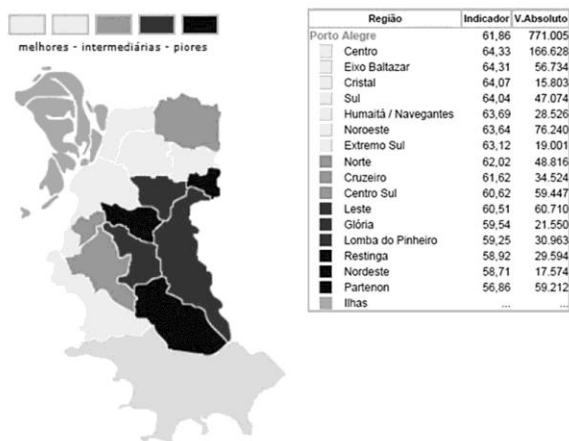 melhores - intermediárias - piores
Região Indicador V.Absoluto
Porto Alegre 61,86 771.005
Centro 64,33 166.628
Eixo Baltazar 64,31 56.734
Cristal 64,07 15.803
Sul 64,04 47.074
Humaitá / Navegantes 63,69 28.526
Noroeste 63,64 76.240
Extremo Sul 63,12 19.001
Norte 62,02 48.816
Cruzeiro 61,62 34.524
Centro Sul 60,62 59.447
Leste 60,51 60.710
Glória 59,54 21.550
Lomba do Pinheiro 59,25 30.963
Restinga 58,92 29.594
Nordeste 58,71 17.574
Partenon 56,86 59.212
Ilhas ... ...